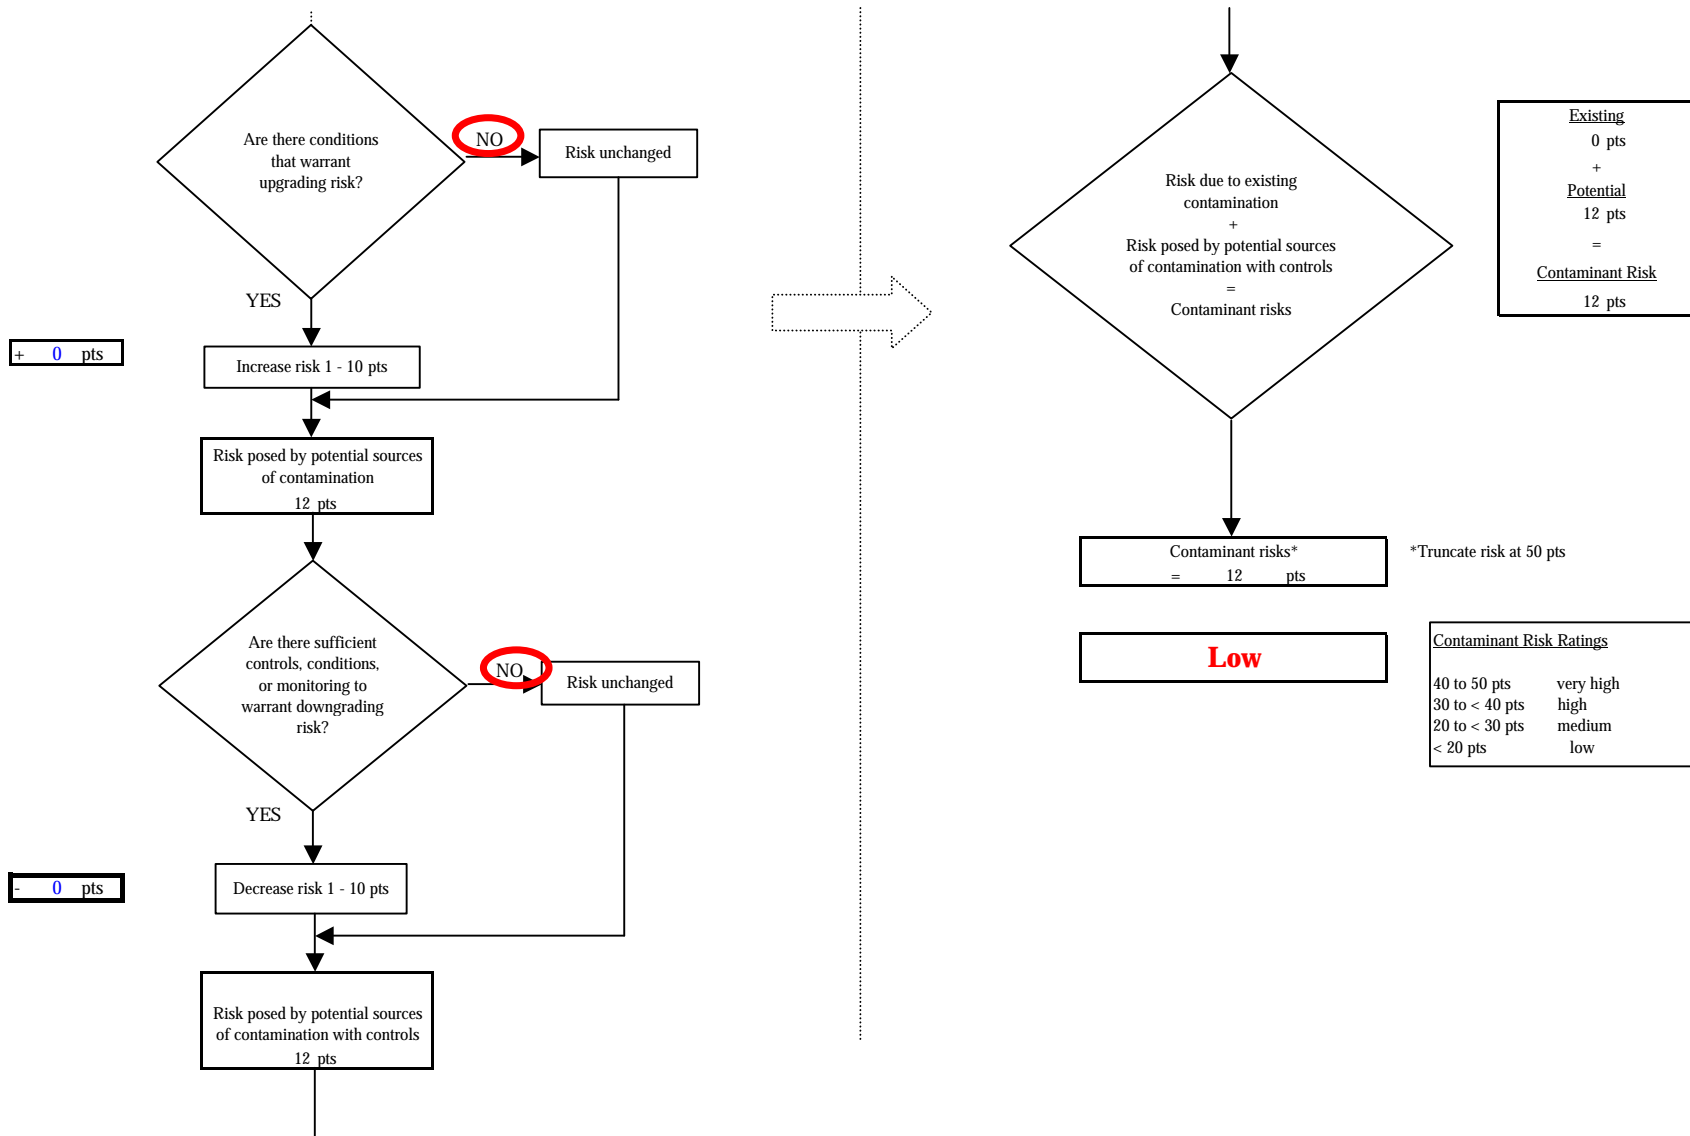 Are there conditions
that warrant
upgrading risk?
NO
Risk unchanged
YES
+ 0 pts
Increase risk 1 - 10 pts
Risk posed by potential sources
of contamination
12 pts
Are there sufficient
controls, conditions,
or monitoring to
warrant downgrading
risk?
NO
Risk unchanged
YES
- 0 pts
Decrease risk 1 - 10 pts
Risk posed by potential sources
of contamination with controls
12 pts
Risk due to existing
contamination
+
Risk posed by potential sources
of contamination with controls
=
Contaminant risks
Existing
0 pts
+
Potential
12 pts
=
Contaminant Risk
12 pts
Contaminant risks*
= 12 pts
*Truncate risk at 50 pts
Low
Contaminant Risk Ratings
40 to 50 pts very high
30 to < 40 pts high
20 to < 30 pts medium
< 20 pts low